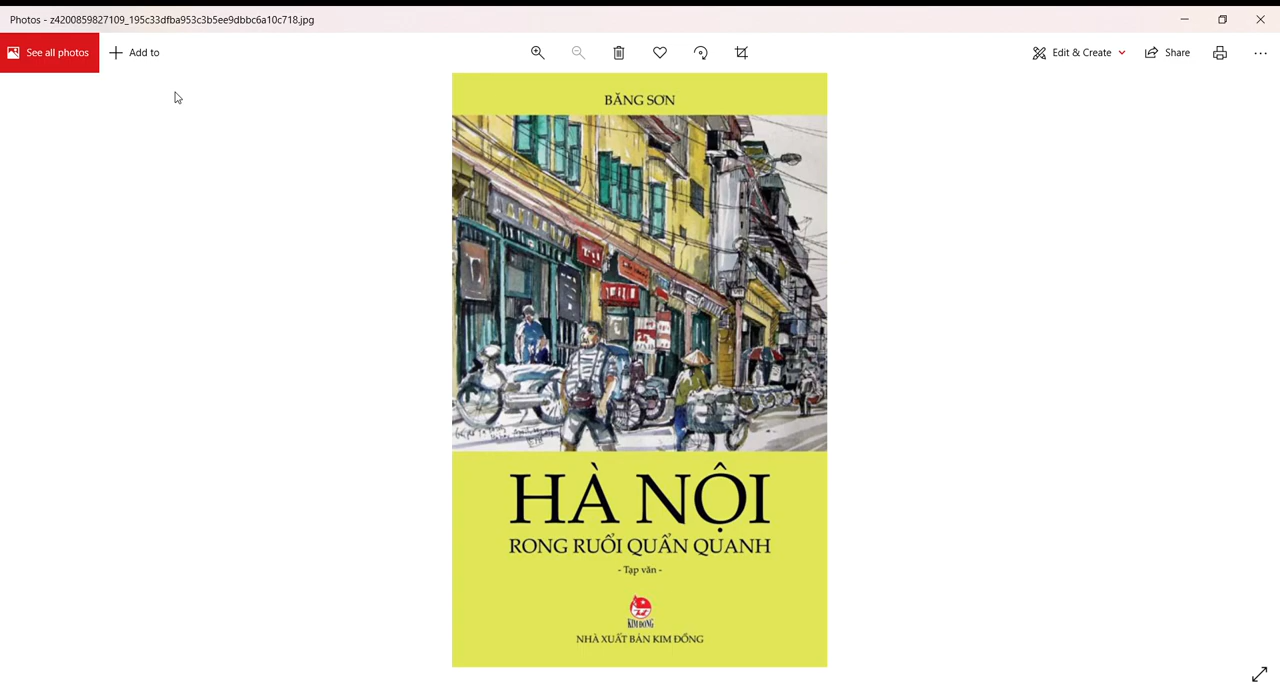 Photos - z4200859827109_195c33dfba953c3b5ee9dbbc6a10c718.jpg
See all photos
Add to
Edit & Create
Share
BĂNG SƠN
HÀ NỘI
RONG RUỔI QUẨN QUANH
- Tạp văn -
KIM ĐỒNG
NHÀ XUẤT BẢN KIM ĐỒNG